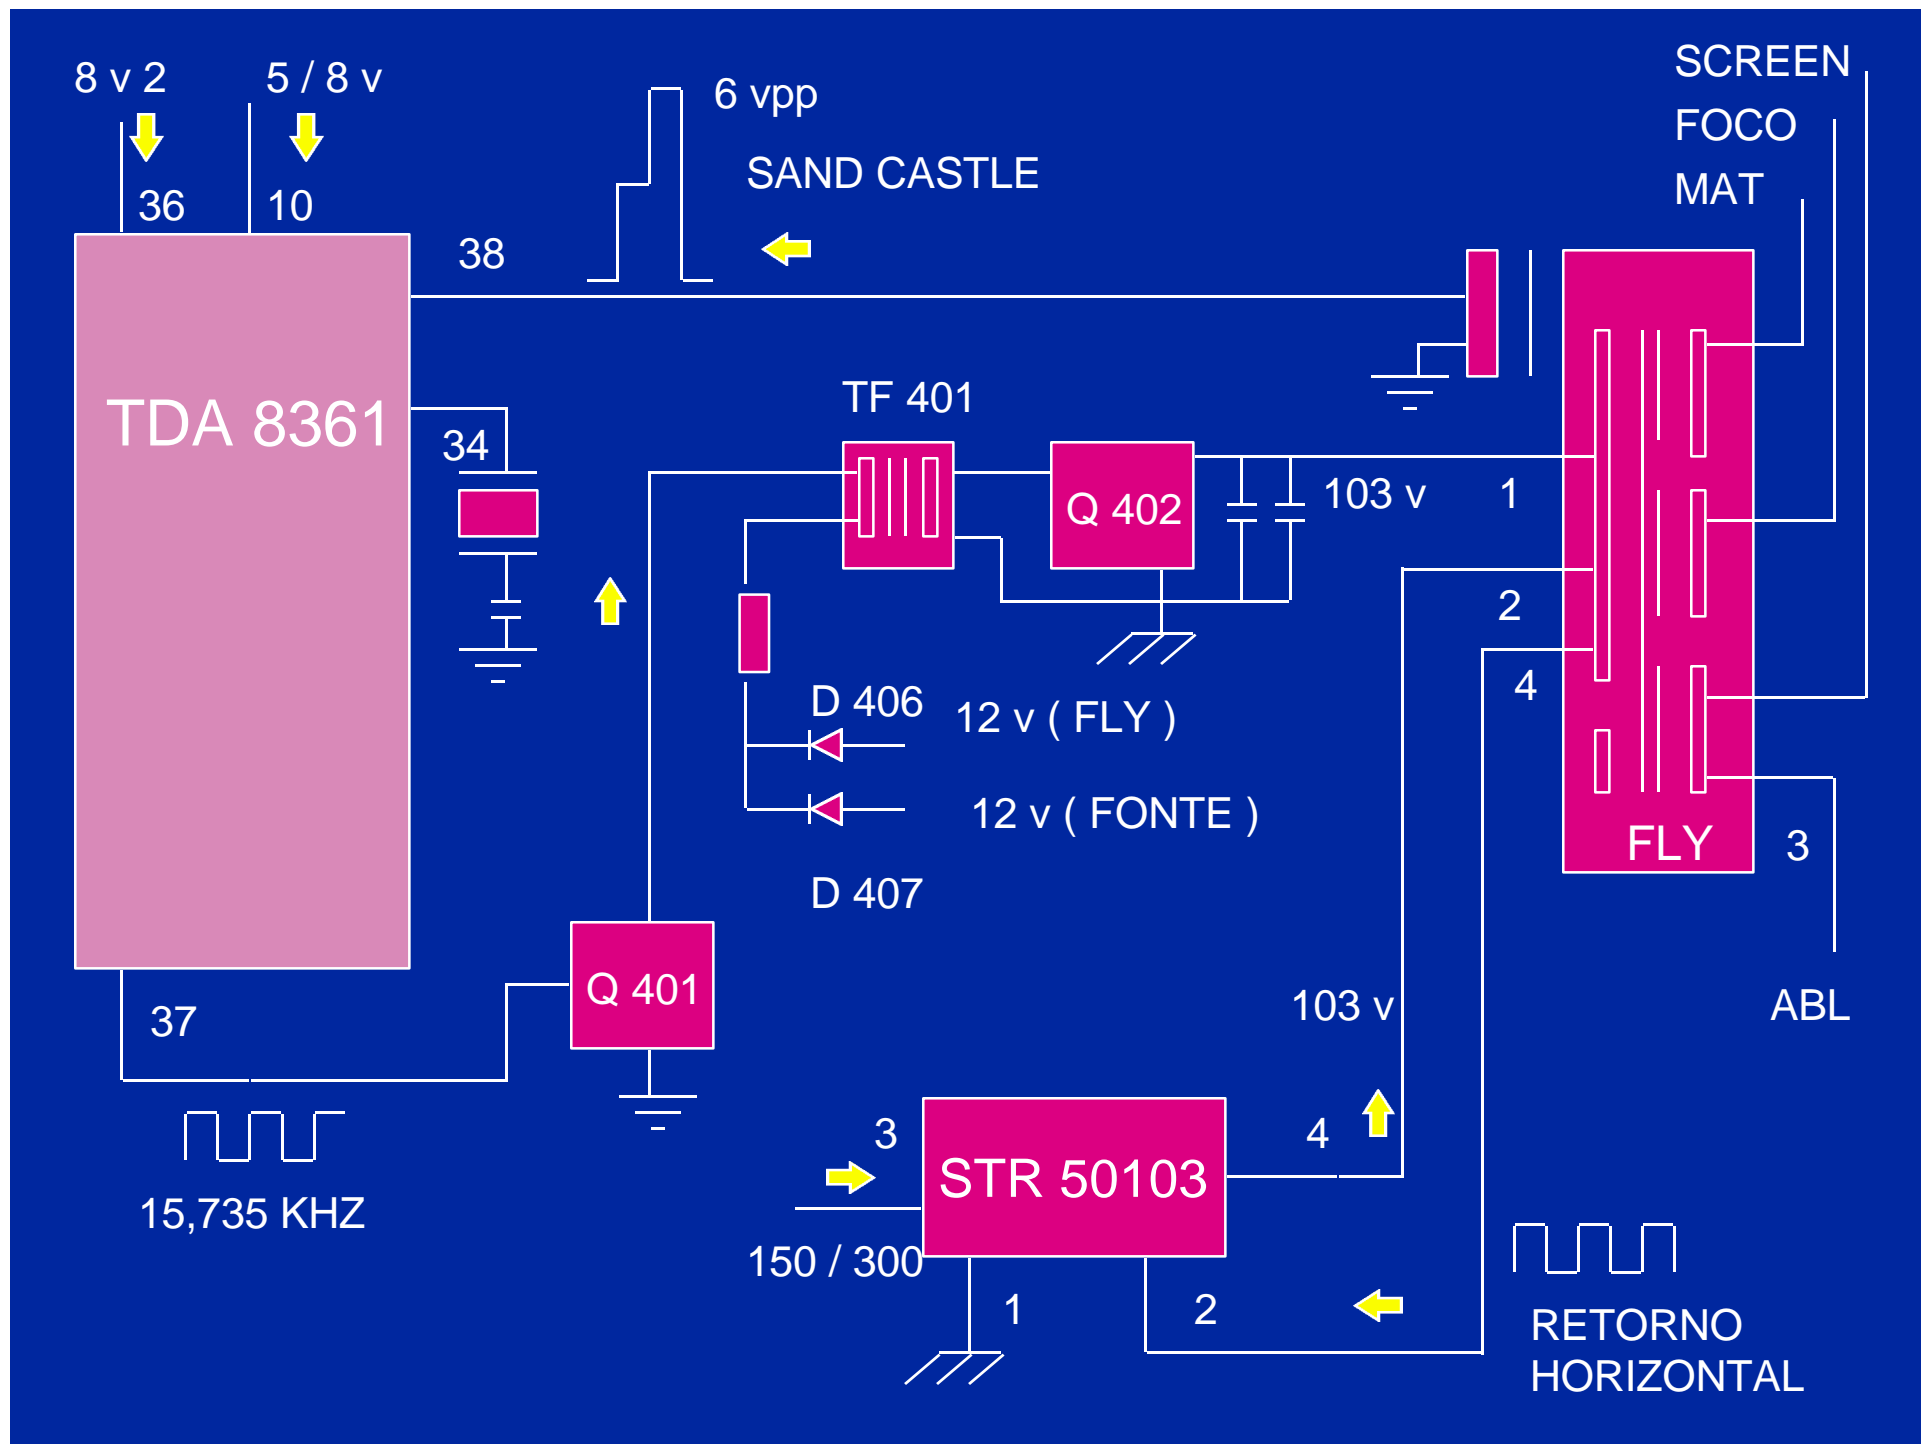 8 v 2
5 / 8 v
6 vpp
SCREEN
FOCO
MAT
SAND CASTLE
36
10
38
TDA 8361
34
TF 401
Q 402
103 v
1
2
4
D 406
12 v ( FLY )
12 v ( FONTE )
D 407
FLY
3
Q 401
37
103 v
ABL
15,735 KHZ
3
STR 50103
4
150 / 300
1
2
RETORNO
HORIZONTAL